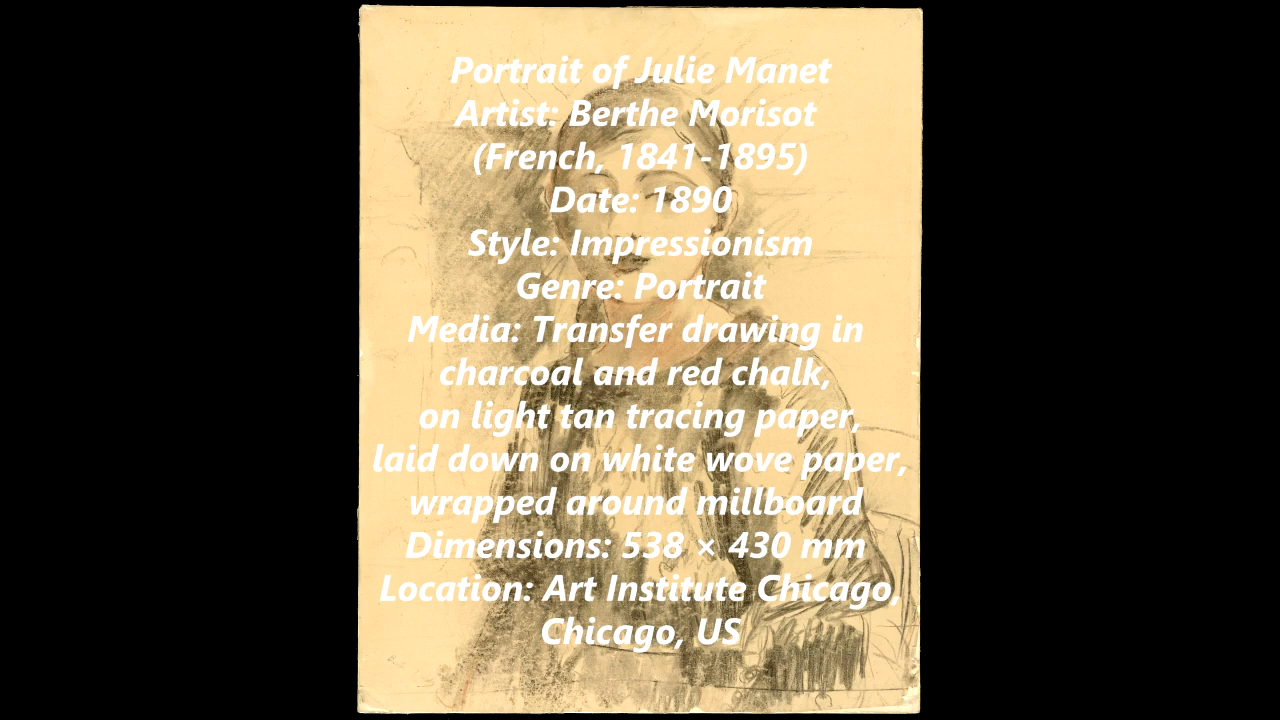 Portrait of Julie Manet
Artist: Berthe Morisot
(French, 1841-1895)
Date: 1890
Style: Impressionism
Genre: Portrait
Media: Transfer drawing in
charcoal and red chalk,
on light tan tracing paper,
laid down on white wove paper,
wrapped around millboard
Dimensions: 538 × 430 mm
Location: Art Institute Chicago,
Chicago, US